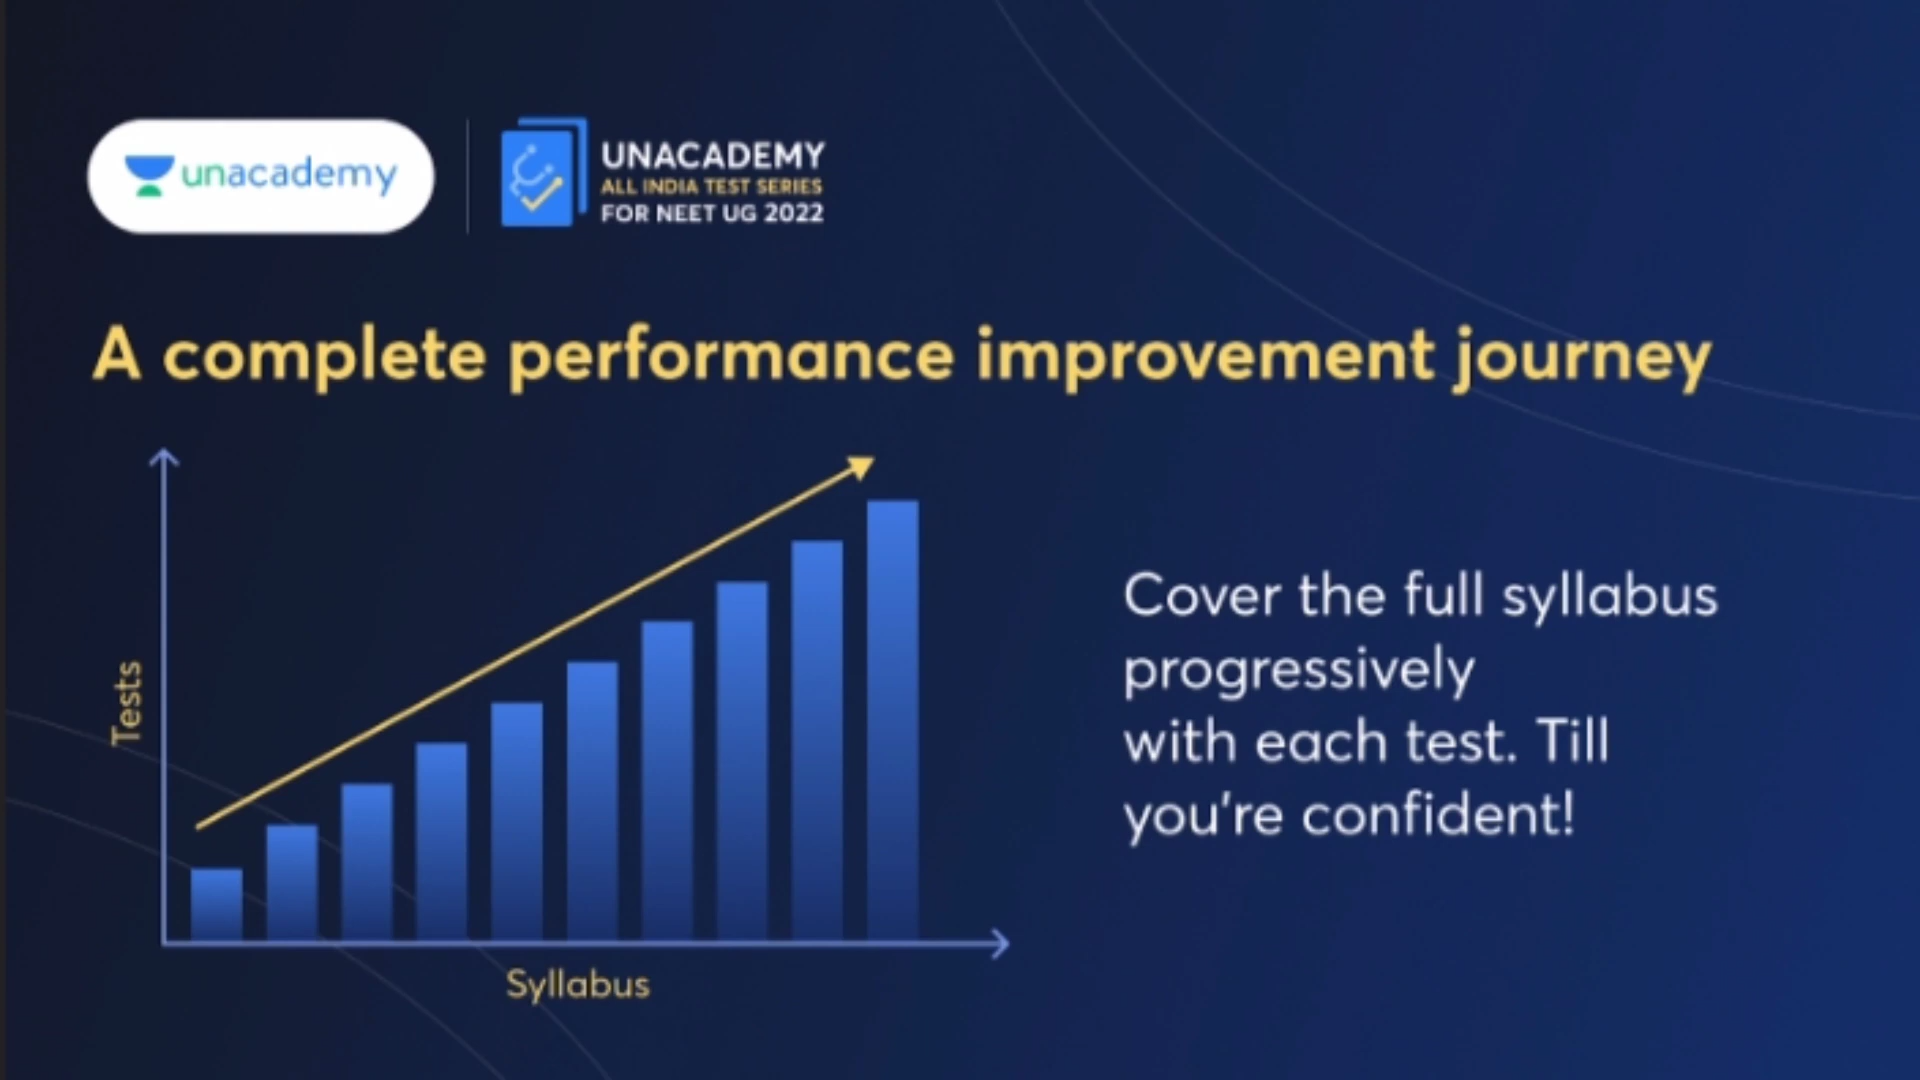 unacademy
UNACADEMY
ALL INDIA TEST SERIES
FOR NEET UG 2022
A complete performance improvement journey
Tests
Syllabus
Cover the full syllabus
progressively
with each test. Till
you're confident!